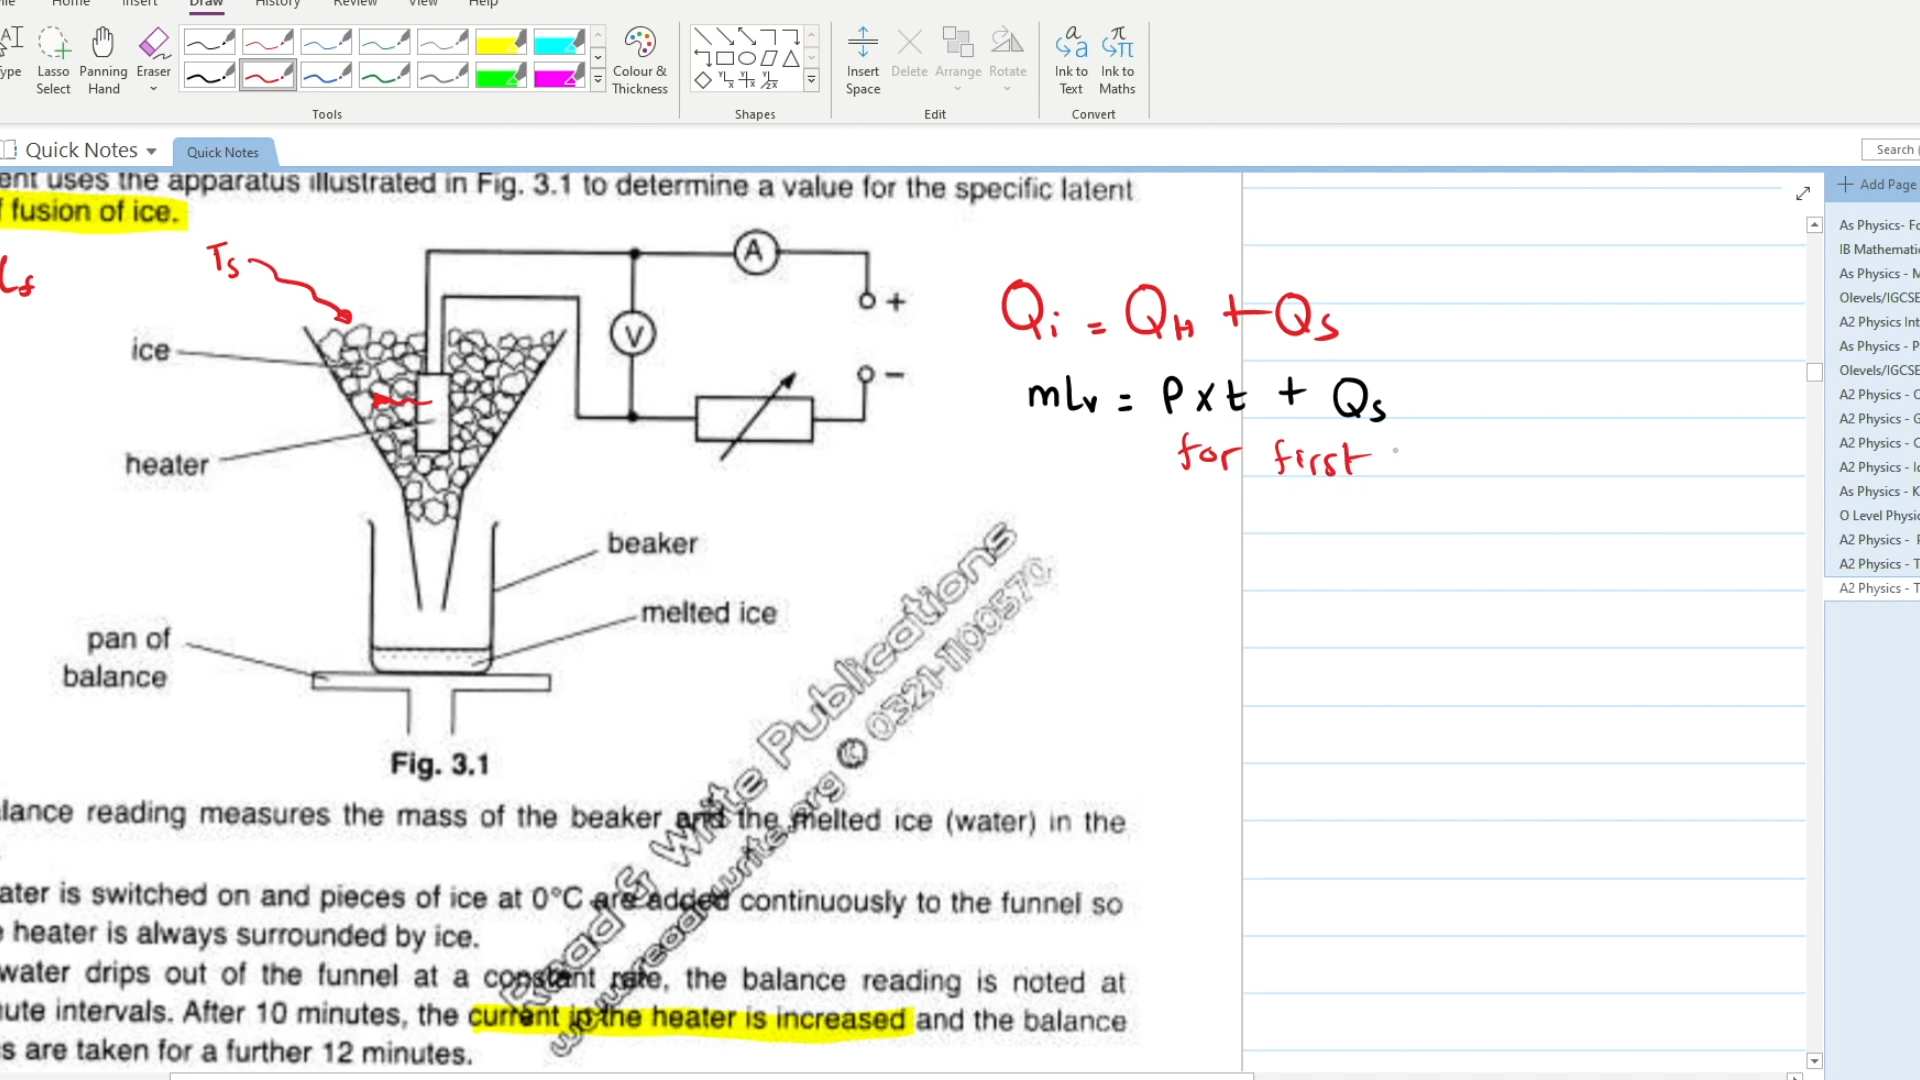 Home Insert Draw History Review View Help
Type
Lasso Select
Panning Hand
Eraser
Colour & Thickness
Insert Space
Delete
Arrange
Rotate
Ink to Text
Ink to Maths
Tools
Shapes
Edit
Convert
Quick Notes
Quick Notes
Search
Add Page
ent uses the apparatus illustrated in Fig. 3.1 to determine a value for the specific latent
f fusion of ice.
Lf
Ts
A
+
V
−
ice
heater
beaker
melted ice
pan of
balance
Fig. 3.1
Qi = QH + QS
mLv = P x t + Qs
for first
lance reading measures the mass of the beaker and the melted ice (water) in the
ater is switched on and pieces of ice at 0°C are added continuously to the funnel so
e heater is always surrounded by ice.
water drips out of the funnel at a constant rate, the balance reading is noted at
ute intervals. After 10 minutes, the current in the heater is increased and the balance
s are taken for a further 12 minutes.
Read & Write Publications
www.readnwrite.org © 0321-1100570
As Physics- Fo
IB Mathemati
As Physics - M
Olevels/IGCSE
A2 Physics Int
As Physics - P
Olevels/IGCSE
A2 Physics - C
A2 Physics - G
A2 Physics - C
A2 Physics - Id
As Physics - K
O Level Physic
A2 Physics - P
A2 Physics - T
A2 Physics - T